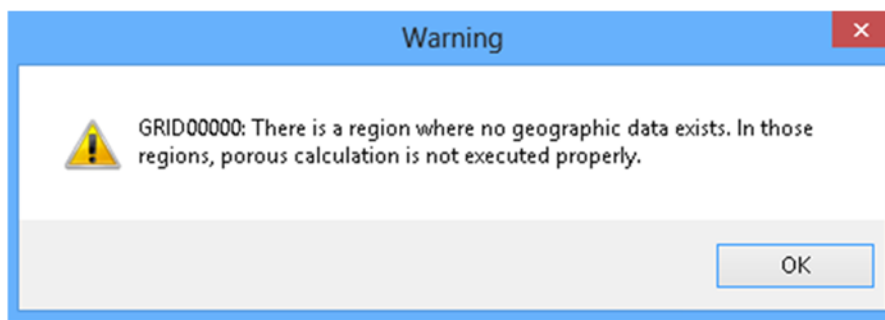 Warning
GRID00000: There is a region where no geographic data exists. In those
regions, porous calculation is not executed properly.
OK